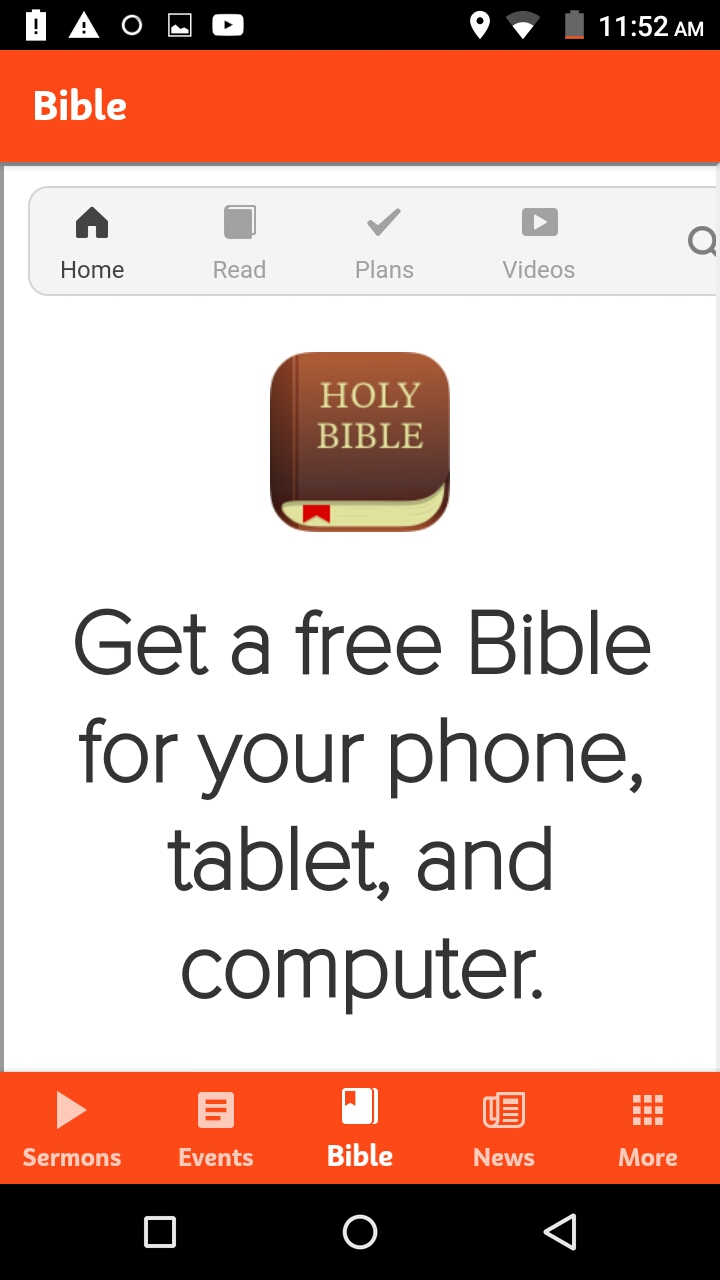 11:52 AM
Bible
Home Read Plans Videos
HOLY
BIBLE
Get a free Bible
for your phone,
tablet, and
computer.
Sermons Events Bible News More